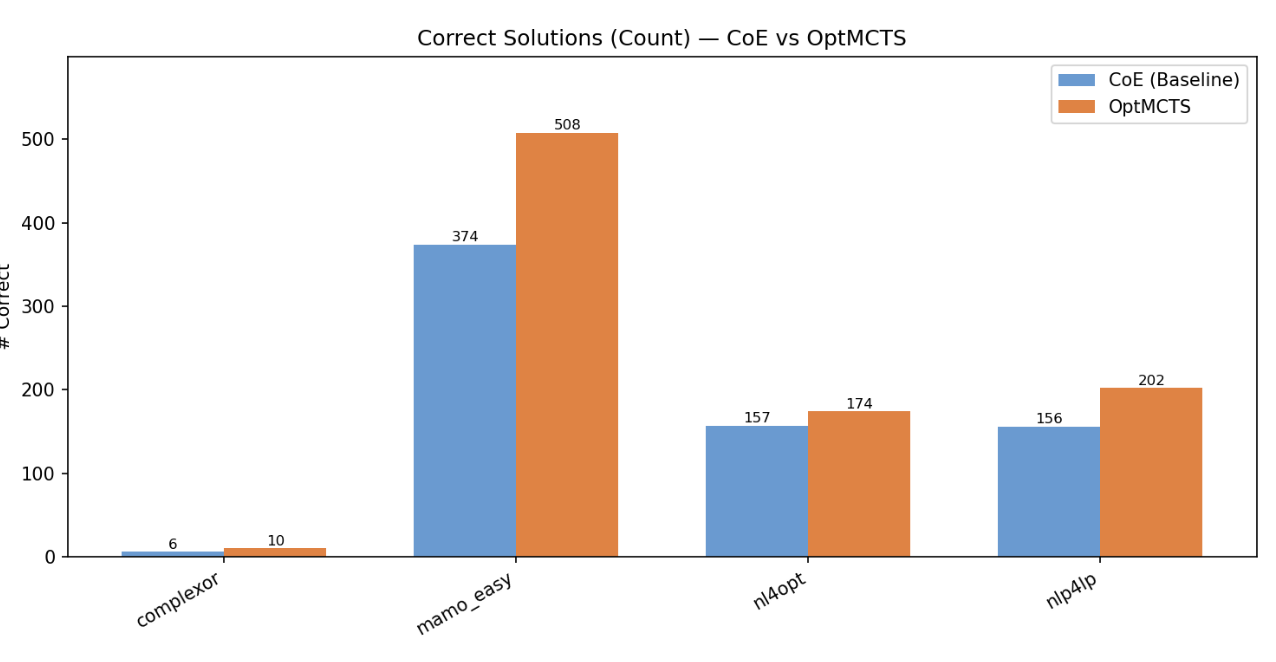 Correct Solutions (Count) — CoE vs OptMCTS
CoE (Baseline)
OptMCTS
# Correct
500
400
300
200
100
0
6
10
374
508
157
174
156
202
complexor
mamo_easy
nl4opt
nlp4lp